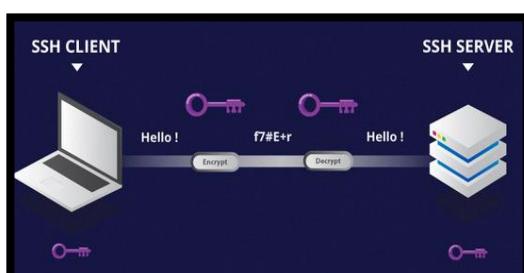 SSH CLIENT
SSH SERVER
Hello !
f7#E+r
Hello !
Encrypt
Decrypt